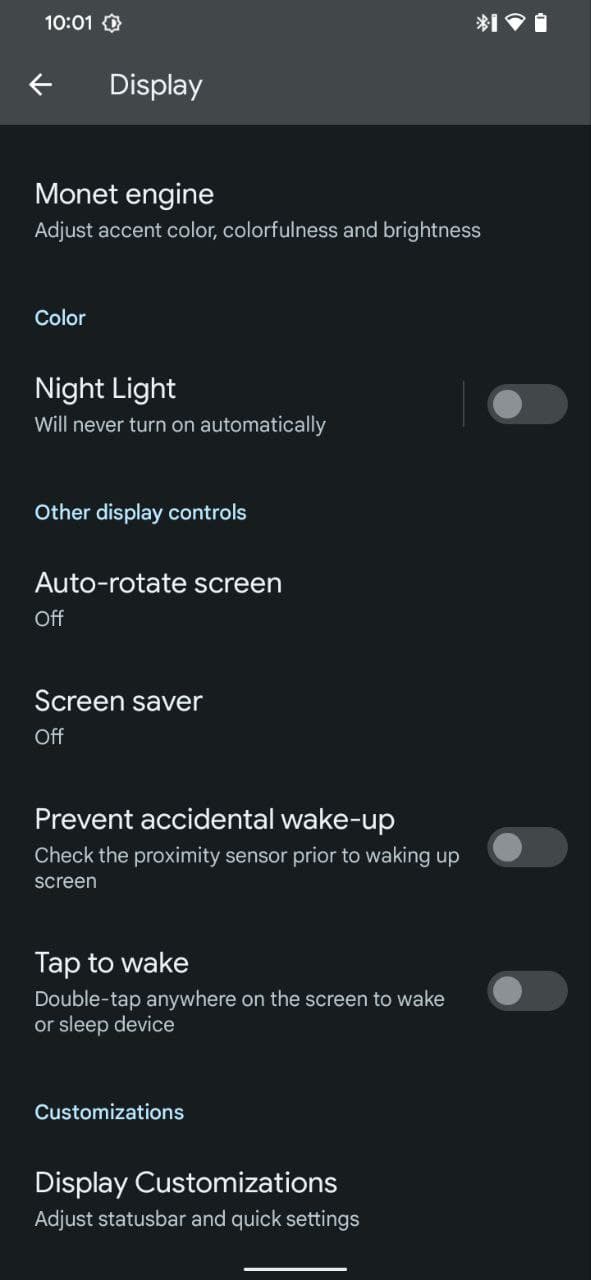 10:01
Display
Monet engine
Adjust accent color, colorfulness and brightness
Color
Night Light
Will never turn on automatically
Other display controls
Auto-rotate screen
Off
Screen saver
Off
Prevent accidental wake-up
Check the proximity sensor prior to waking up
screen
Tap to wake
Double-tap anywhere on the screen to wake
or sleep device
Customizations
Display Customizations
Adjust statusbar and quick settings